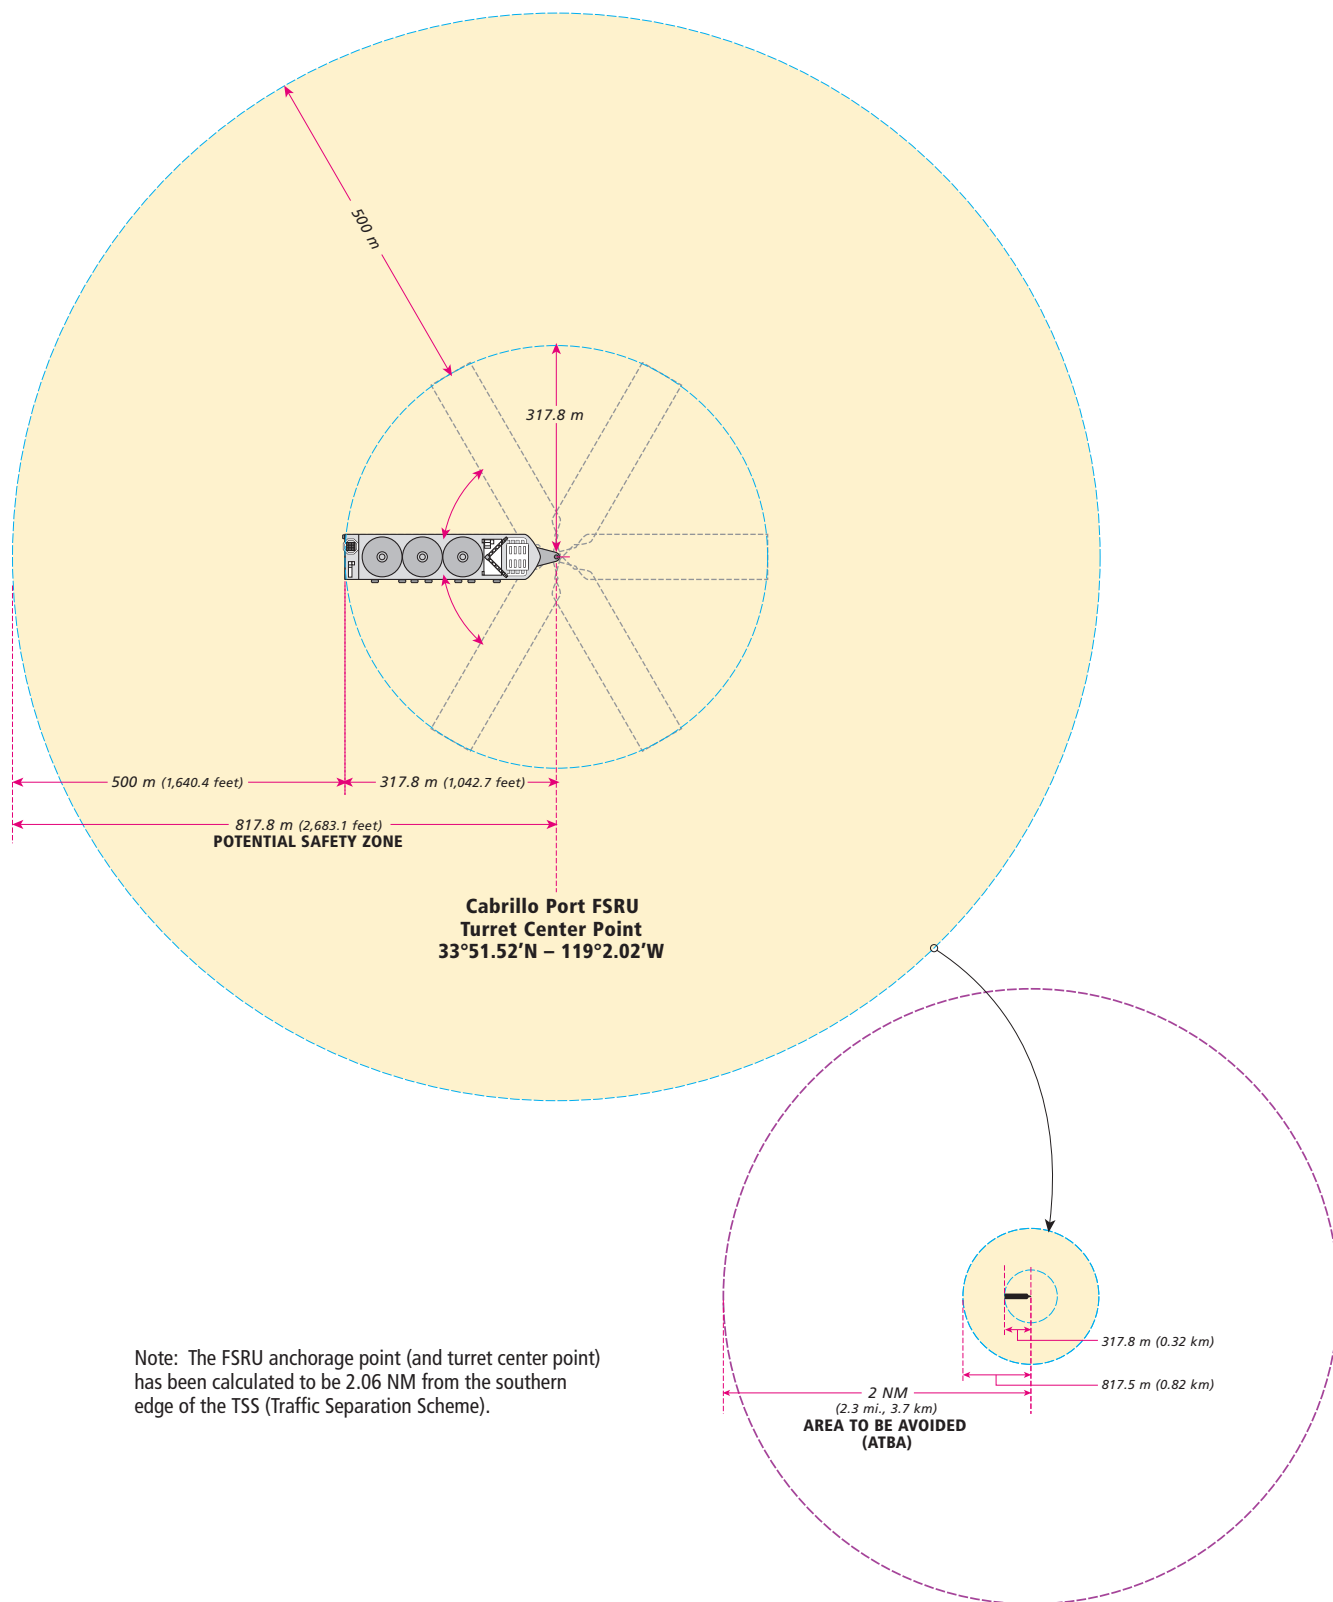 500 m
317.8 m
500 m (1,640.4 feet)
317.8 m (1,042.7 feet)
817.8 m (2,683.1 feet)
POTENTIAL SAFETY ZONE
Cabrillo Port FSRU
Turret Center Point
33°51.52’N – 119°2.02’W
317.8 m (0.32 km)
817.5 m (0.82 km)
2 NM
(2.3 mi., 3.7 km)
AREA TO BE AVOIDED
(ATBA)
Note: The FSRU anchorage point (and turret center point)
has been calculated to be 2.06 NM from the southern
edge of the TSS (Traffic Separation Scheme).